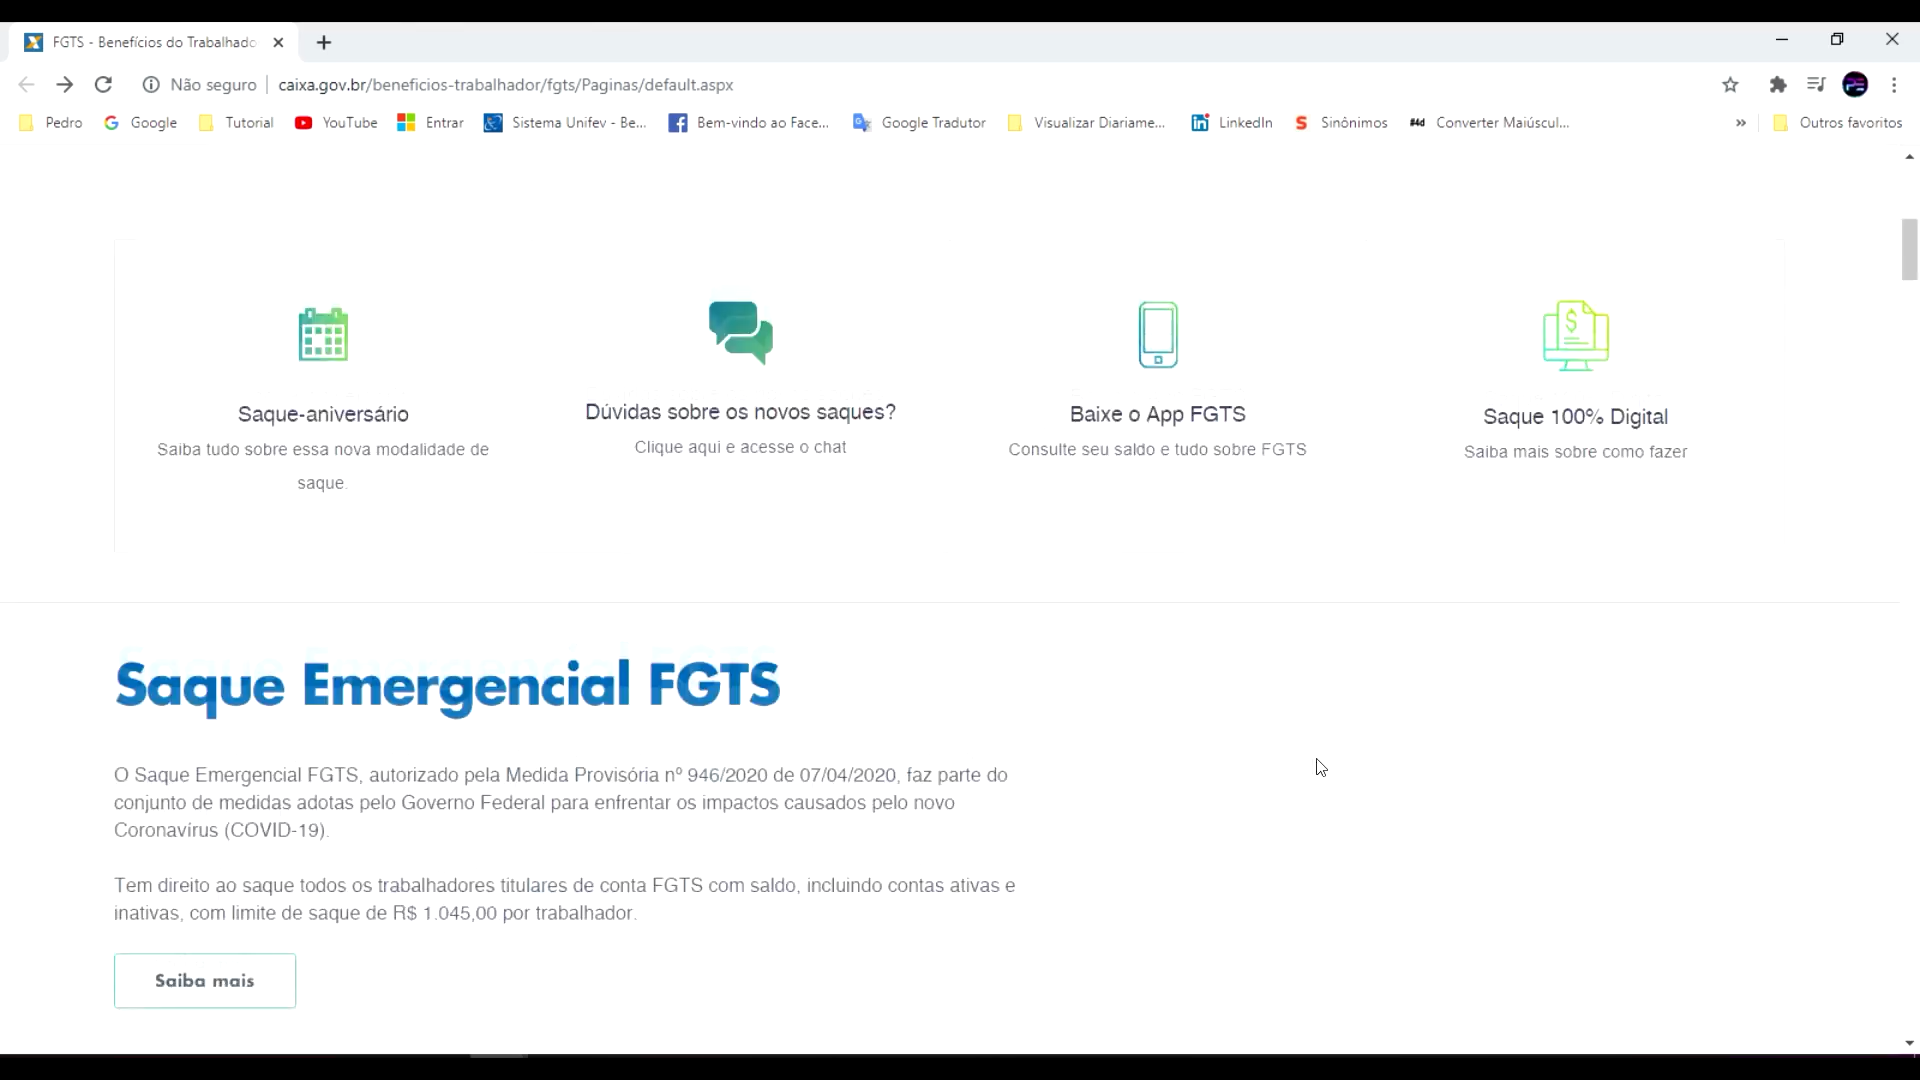 FGTS - Benefícios do Trabalhado
Não seguro
caixa.gov.br/beneficios-trabalhador/fgts/Paginas/default.aspx
Pedro
Google
Tutorial
YouTube
Entrar
Sistema Unifev - Be...
Bem-vindo ao Face...
Google Tradutor
Visualizar Diariame...
LinkedIn
Sinônimos
Converter Maiúscul...
»
Outros favoritos
Saque-aniversário
Saiba tudo sobre essa nova modalidade de
saque.
Dúvidas sobre os novos saques?
Clique aqui e acesse o chat
Baixe o App FGTS
Consulte seu saldo e tudo sobre FGTS
Saque 100% Digital
Saiba mais sobre como fazer
Saque Emergencial FGTS
O Saque Emergencial FGTS, autorizado pela Medida Provisória nº 946/2020 de 07/04/2020, faz parte do
conjunto de medidas adotas pelo Governo Federal para enfrentar os impactos causados pelo novo
Coronavírus (COVID-19).
Tem direito ao saque todos os trabalhadores titulares de conta FGTS com saldo, incluindo contas ativas e
inativas, com limite de saque de R$ 1.045,00 por trabalhador.
Saiba mais